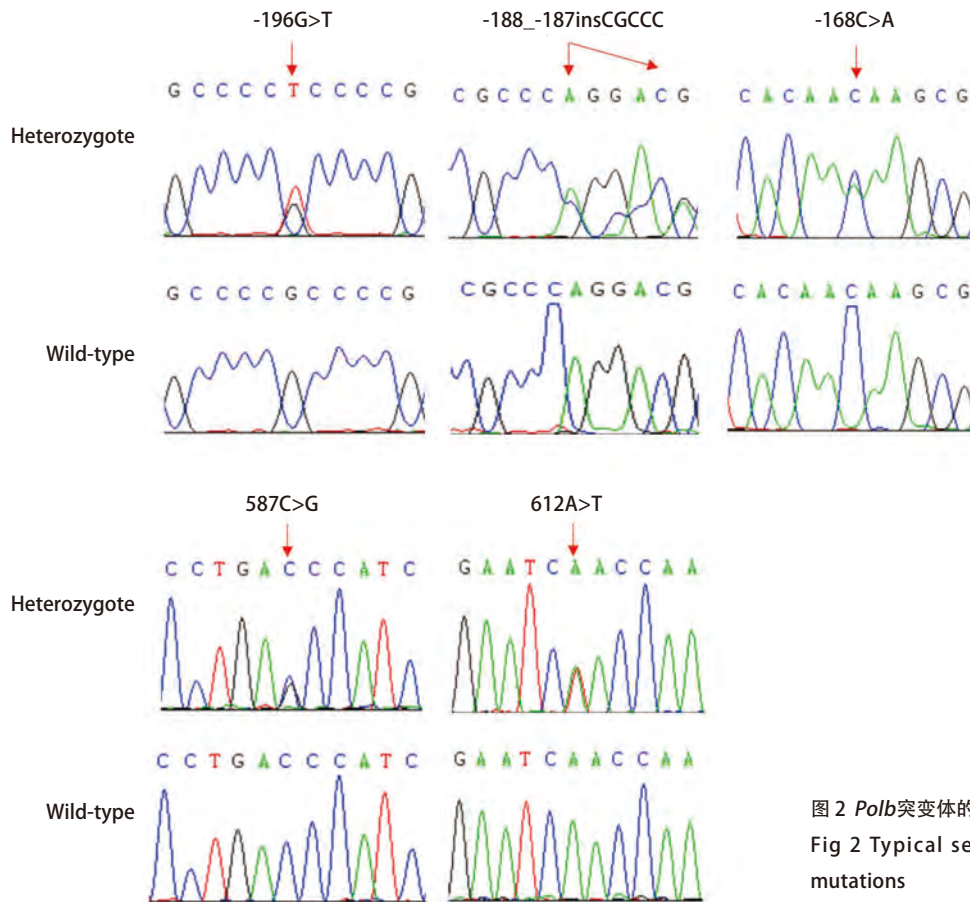 -196G>T
-188_-187insCGCCC
-168C>A
G C C C C T C C C C G
C G C C C A G G A C G
C A C A A C A A G C G
Heterozygote
G C C C C G C C C C G
C G C C C A G G A C G
C A C A A C A A G C G
Wild-type
587C>G
612A>T
C C T G A C C C A T C
G A A T C A A C C A A
Heterozygote
C C T G A C C C A T C
G A A T C A A C C A A
Wild-type
图 2 Polb突变体的
Fig 2 Typical se
mutations